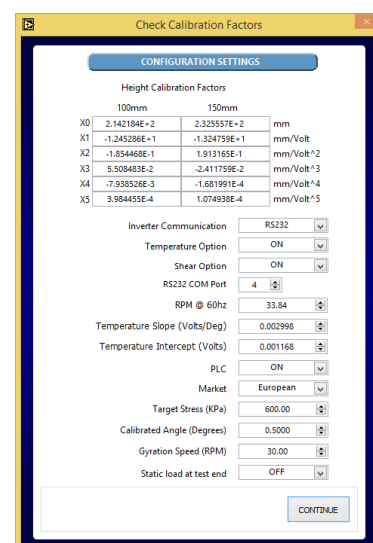 Check Calibration Factors
CONFIGURATION SETTINGS
Height Calibration Factors
100mm 150mm
X0 2.142184E+2 2.325557E+2 mm
X1 -1.245286E+1 -1.324759E+1 mm/Volt
X2 -1.854468E-1 1.913165E-1 mm/Volt^2
X3 5.508483E-2 -2.411759E-2 mm/Volt^3
X4 -7.938526E-3 -1.681991E-4 mm/Volt^4
X5 3.984455E-4 1.074938E-4 mm/Volt^5
Inverter Communication RS232
Temperature Option ON
Shear Option ON
RS232 COM Port 4
RPM @ 60hz 33.84
Temperature Slope (Volts/Deg) 0.002998
Temperature Intercept (Volts) 0.001168
PLC ON
Market European
Target Stress (KPa) 600.00
Calibrated Angle (Degrees) 0.5000
Gyration Speed (RPM) 30.00
Static load at test end OFF
CONTINUE